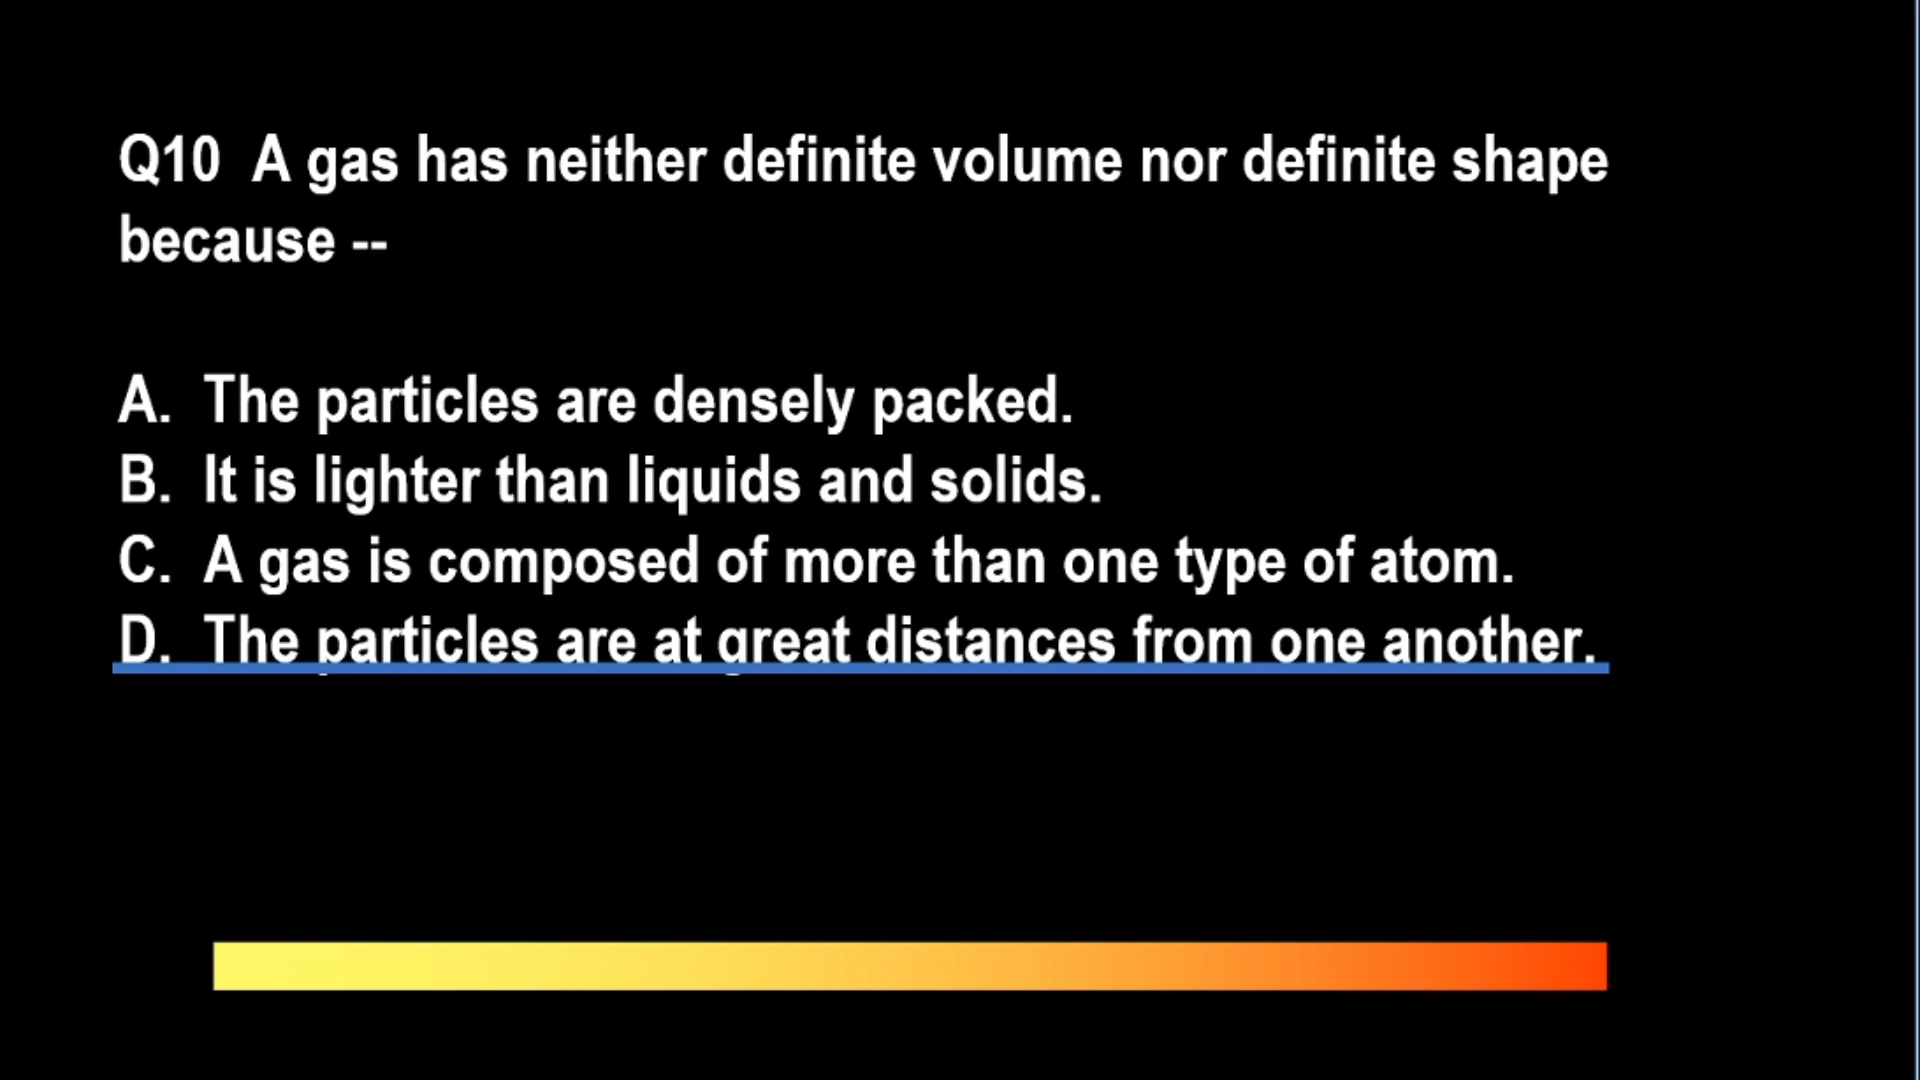 Q10  A gas has neither definite volume nor definite shape
because --
A.  The particles are densely packed.
B.  It is lighter than liquids and solids.
C.  A gas is composed of more than one type of atom.
D.  The particles are at great distances from one another.